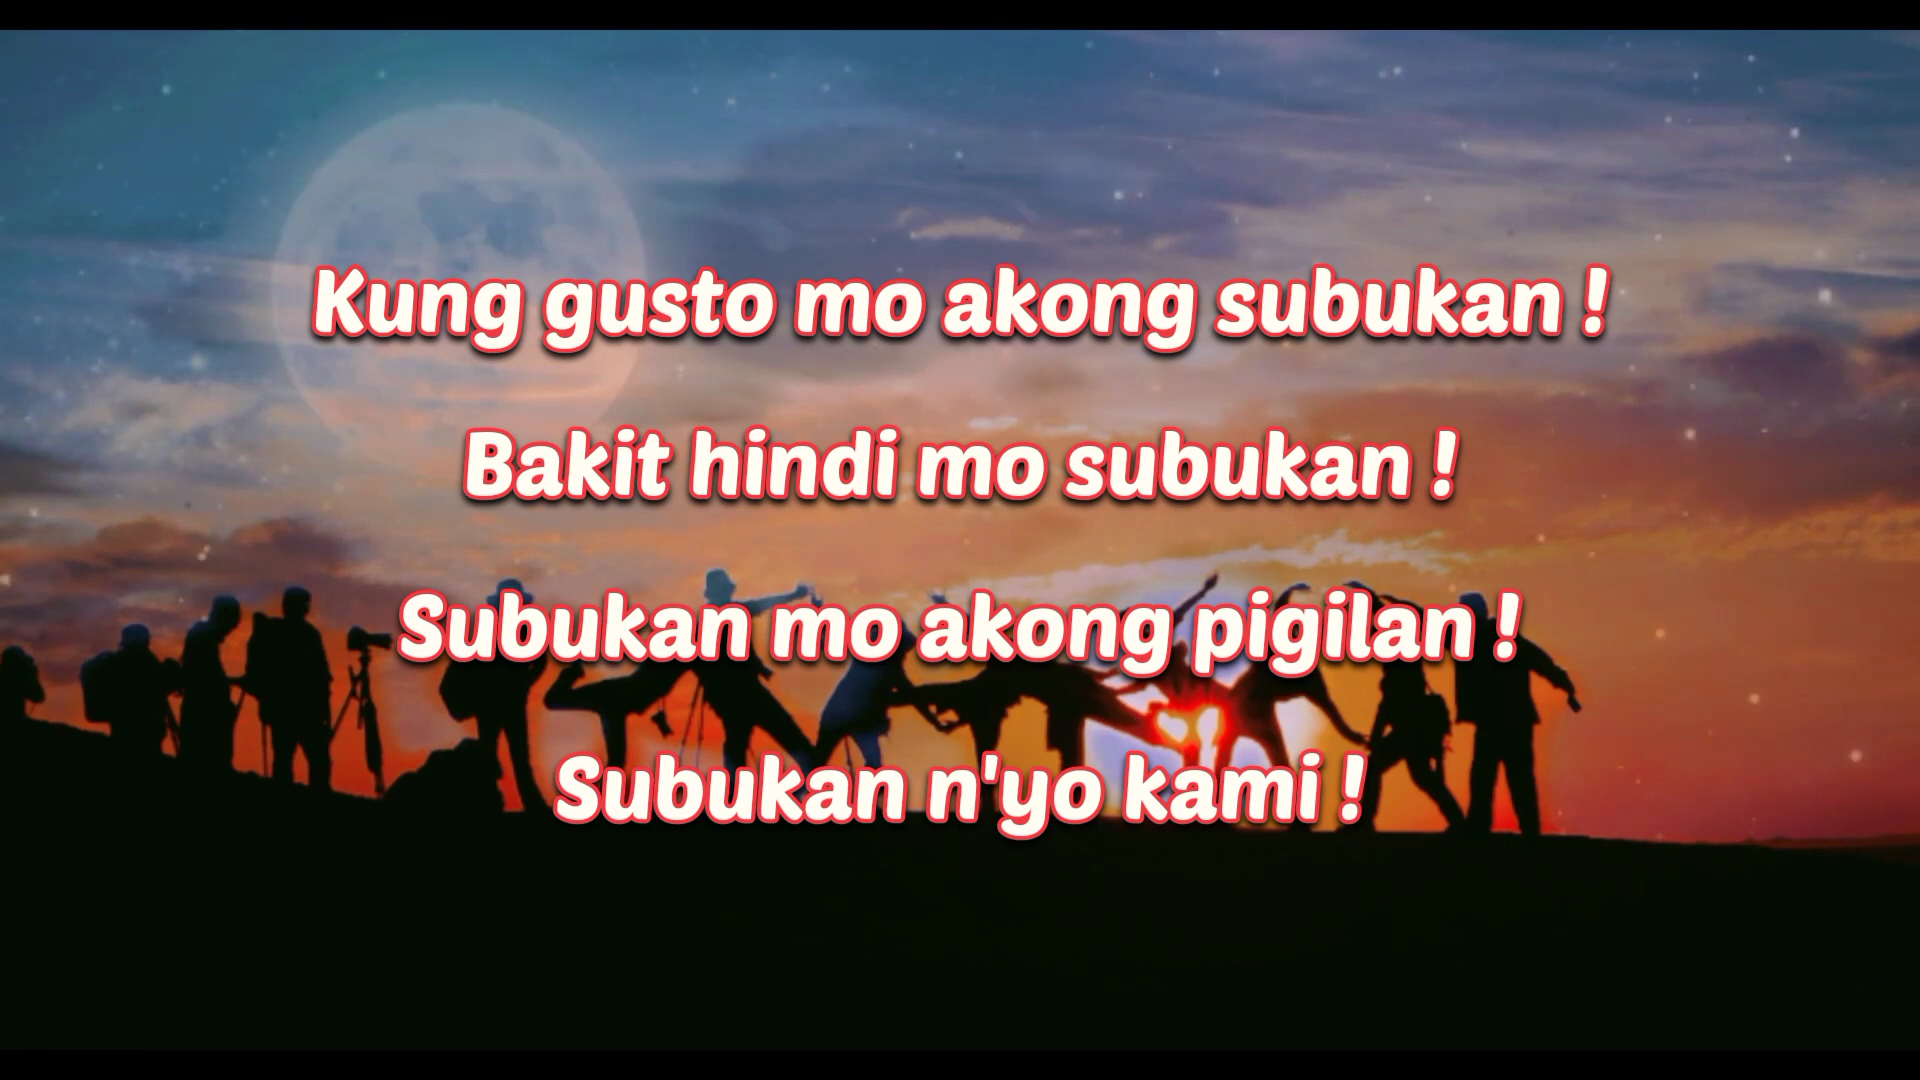 Kung gusto mo akong subukan !
Bakit hindi mo subukan !
Subukan mo akong pigilan !
Subukan n'yo kami !